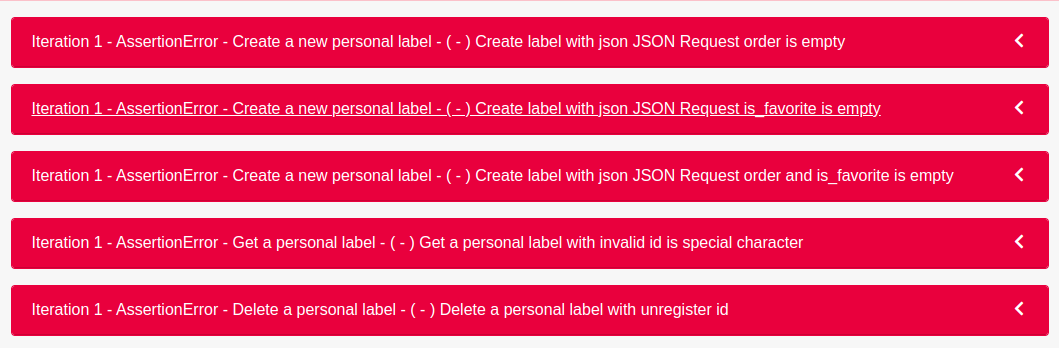 Iteration 1 - AssertionError - Create a new personal label - ( - ) Create label with json JSON Request order is empty
Iteration 1 - AssertionError - Create a new personal label - ( - ) Create label with json JSON Request is_favorite is empty
Iteration 1 - AssertionError - Create a new personal label - ( - ) Create label with json JSON Request order and is_favorite is empty
Iteration 1 - AssertionError - Get a personal label - ( - ) Get a personal label with invalid id is special character
Iteration 1 - AssertionError - Delete a personal label - ( - ) Delete a personal label with unregister id